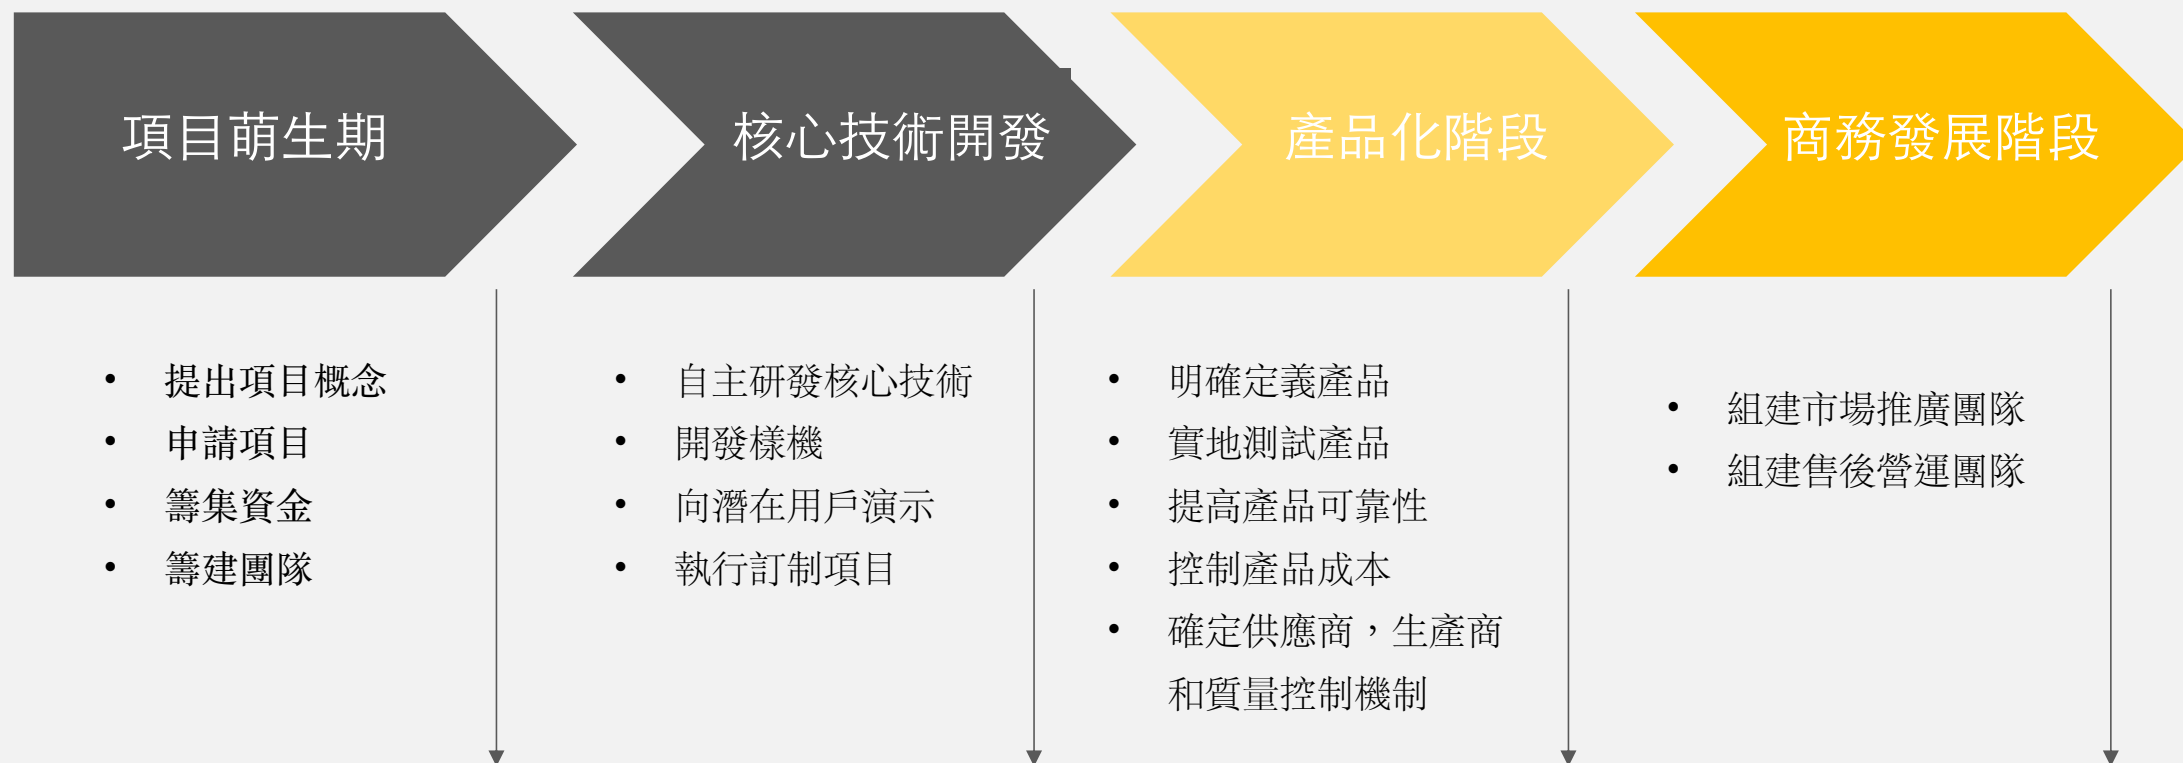 項目萌生期
核心技術開發
產品化階段
商務發展階段
• 提出項目概念
• 申請項目
• 籌集資金
• 籌建團隊
• 自主研發核心技術
• 開發樣機
• 向潛在用戶演示
• 執行訂制項目
• 明確定義產品
• 實地測試產品
• 提高產品可靠性
• 控制產品成本
• 確定供應商，生產商
和質量控制機制
• 組建市場推廣團隊
• 組建售後營運團隊